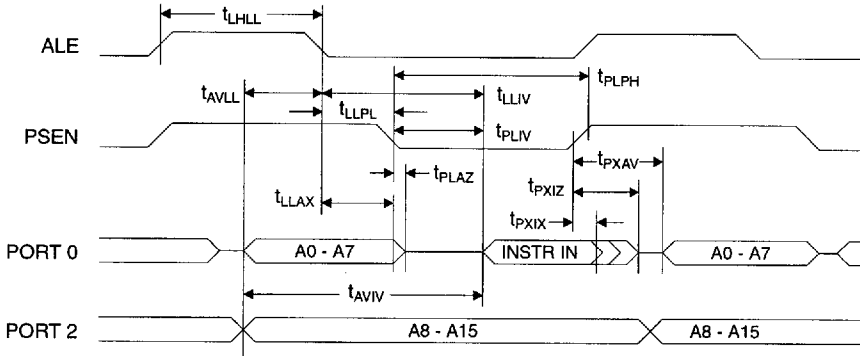 tLHLL
ALE
tPLPH
tAVLL
tLLIV
tLLPL
PSEN
tPLIV
tPXAV
tPLAZ
tPXIZ
tLLAX
tPXIX
PORT 0
A0 - A7
INSTR IN
A0 - A7
tAVIV
PORT 2
A8 - A15
A8 - A15